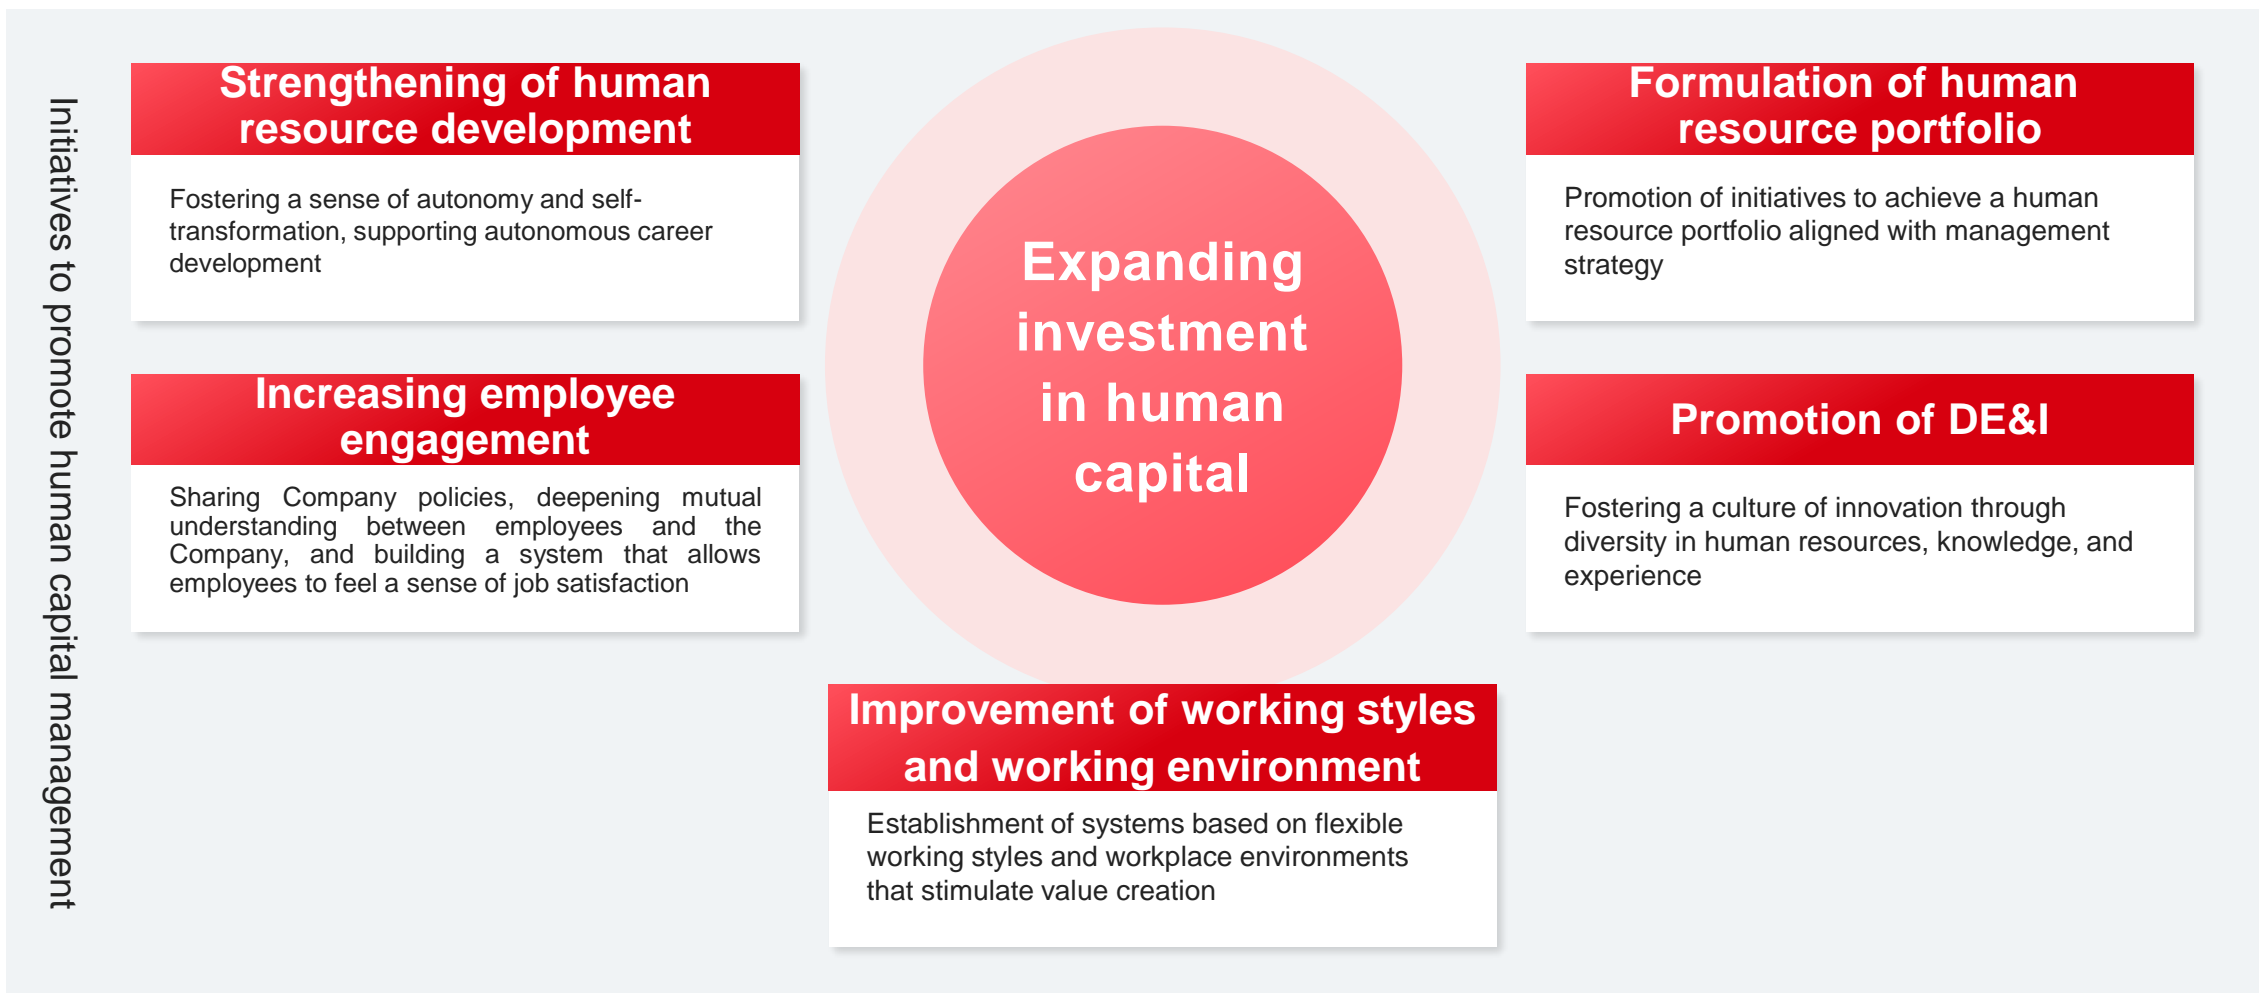 Initiatives to promote human capital management
Strengthening of human
resource development
Fostering a sense of autonomy and self-
transformation, supporting autonomous career
development
Increasing employee
engagement
Sharing Company policies, deepening mutual
understanding between employees and the
Company, and building a system that allows
employees to feel a sense of job satisfaction
Expanding
investment
in human
capital
Formulation of human
resource portfolio
Promotion of initiatives to achieve a human
resource portfolio aligned with management
strategy
Promotion of DE&I
Fostering a culture of innovation through
diversity in human resources, knowledge, and
experience
Improvement of working styles
and working environment
Establishment of systems based on flexible
working styles and workplace environments
that stimulate value creation